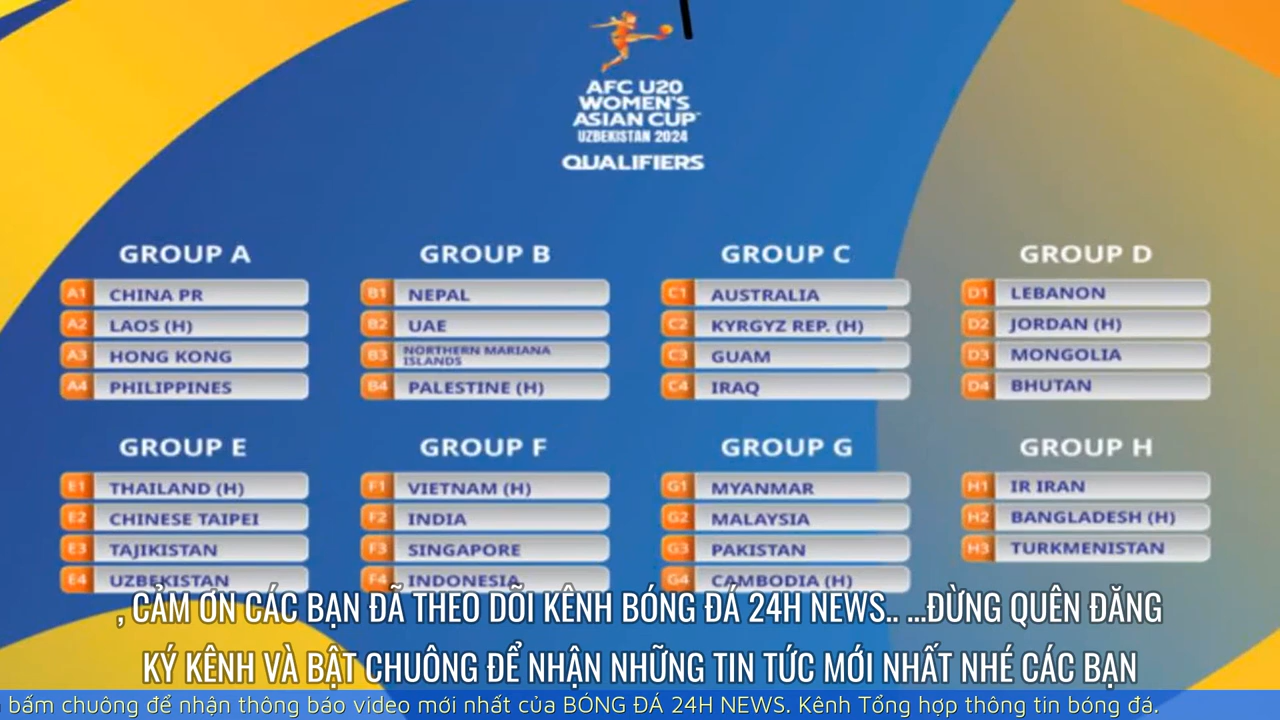 AFC U20
WOMEN'S
ASIAN CUP™
UZBEKISTAN 2024
QUALIFIERS
GROUP A
A1 CHINA PR
A2 LAOS (H)
A3 HONG KONG
A4 PHILIPPINES
GROUP B
B1 NEPAL
B2 UAE
B3 NORTHERN MARIANA
ISLANDS
B4 PALESTINE (H)
GROUP C
C1 AUSTRALIA
C2 KYRGYZ REP. (H)
C3 GUAM
C4 IRAQ
GROUP D
D1 LEBANON
D2 JORDAN (H)
D3 MONGOLIA
D4 BHUTAN
GROUP E
E1 THAILAND (H)
E2 CHINESE TAIPEI
E3 TAJIKISTAN
E4 UZBEKISTAN
GROUP F
F1 VIETNAM (H)
F2 INDIA
F3 SINGAPORE
F4 INDONESIA
GROUP G
G1 MYANMAR
G2 MALAYSIA
G3 PAKISTAN
G4 CAMBODIA (H)
GROUP H
H1 IR IRAN
H2 BANGLADESH (H)
H3 TURKMENISTAN
, CẢM ƠN CÁC BẠN ĐÃ THEO DÕI KÊNH BÓNG ĐÁ 24H NEWS.. ...ĐỪNG QUÊN ĐĂNG
KÝ KÊNH VÀ BẬT CHUÔNG ĐỂ NHẬN NHỮNG TIN TỨC MỚI NHẤT NHÉ CÁC BẠN
bấm chuông để nhận thông báo video mới nhất của BÓNG ĐÁ 24H NEWS. Kênh Tổng hợp thông tin bóng đá.